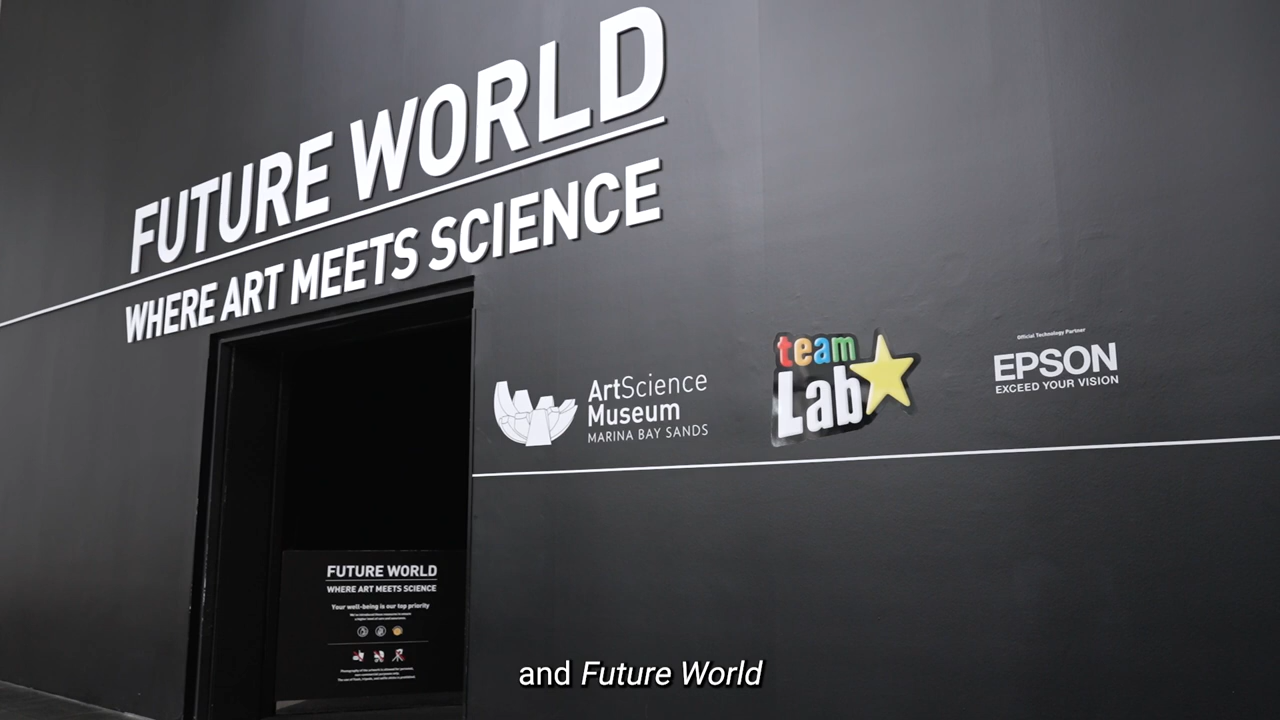 FUTURE WORLD
WHERE ART MEETS SCIENCE
ArtScience
Museum
MARINA BAY SANDS
team
Lab
Official Technology Partner
EPSON
EXCEED YOUR VISION
FUTURE WORLD
WHERE ART MEETS SCIENCE
Your well-being is our top priority
and Future World